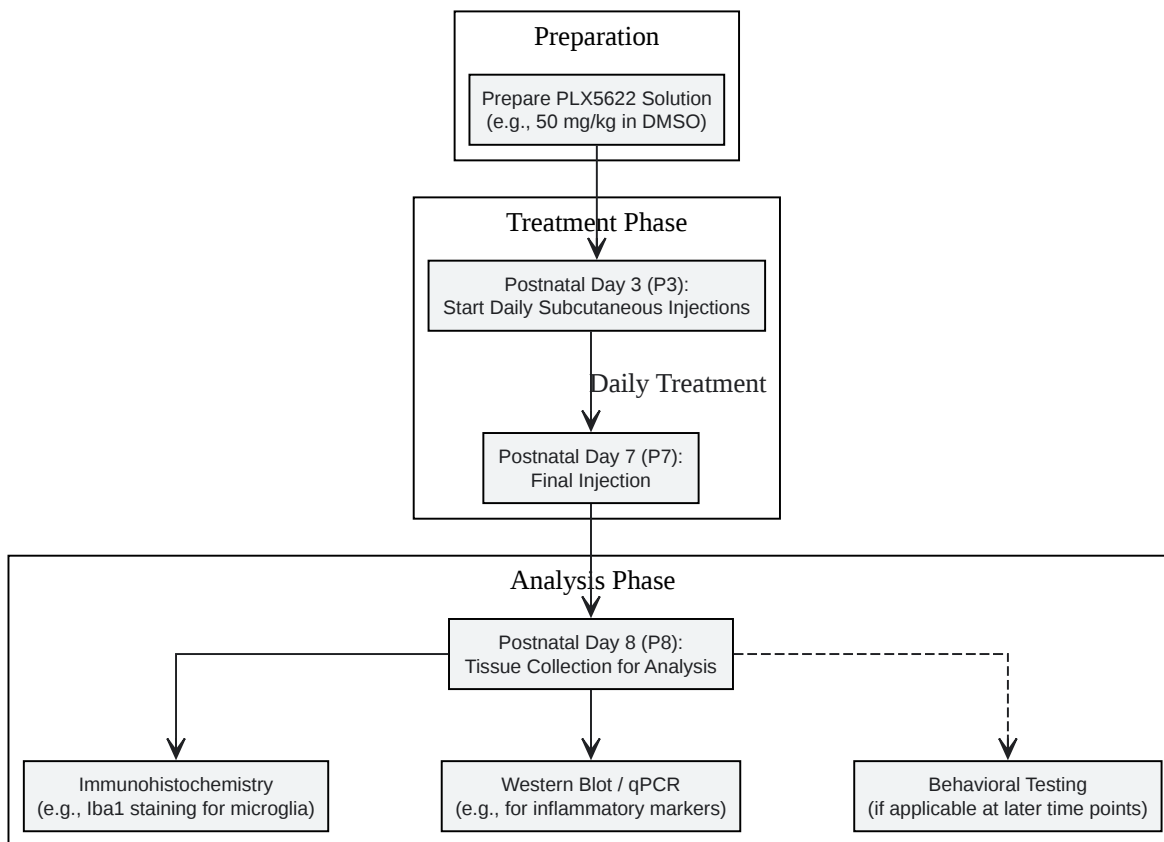 Preparation
Prepare PLX5622 Solution
(e.g., 50 mg/kg in DMSO)
Treatment Phase
Postnatal Day 3 (P3):
Start Daily Subcutaneous Injections
Daily Treatment
Postnatal Day 7 (P7):
Final Injection
Analysis Phase
Postnatal Day 8 (P8):
Tissue Collection for Analysis
Immunohistochemistry
(e.g., Iba1 staining for microglia)
Western Blot / qPCR
(e.g., for inflammatory markers)
Behavioral Testing
(if applicable at later time points)